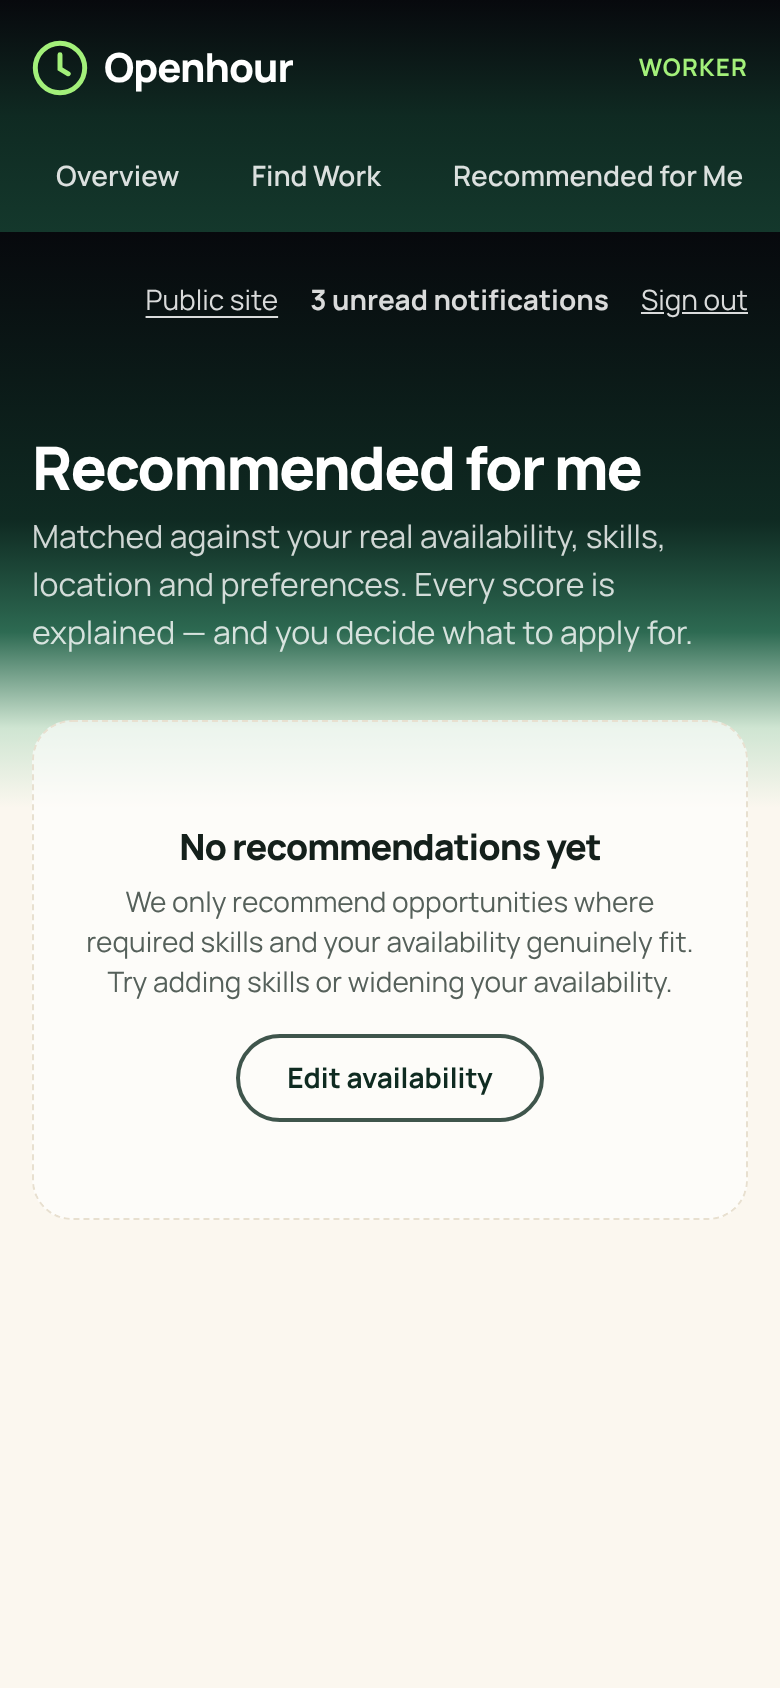 Openhour
WORKER
Overview Find Work Recommended for Me
Public site 3 unread notifications Sign out
Recommended for me
Matched against your real availability, skills,
location and preferences. Every score is
explained — and you decide what to apply for.
No recommendations yet
We only recommend opportunities where
required skills and your availability genuinely fit.
Try adding skills or widening your availability.
Edit availability